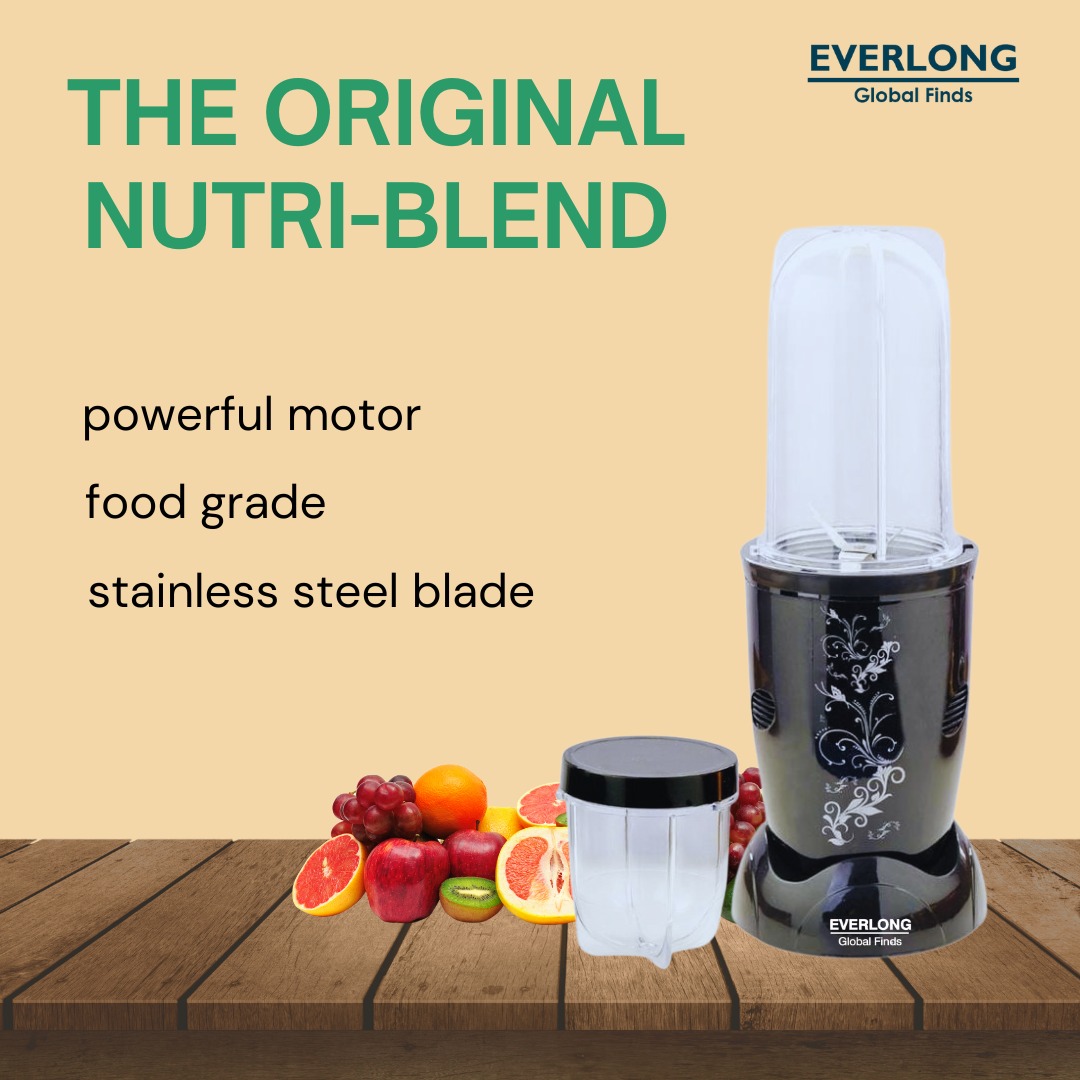 EVERLONG
Global Finds
THE ORIGINAL
NUTRI-BLEND
powerful motor
food grade
stainless steel blade
EVERLONG
Global Finds